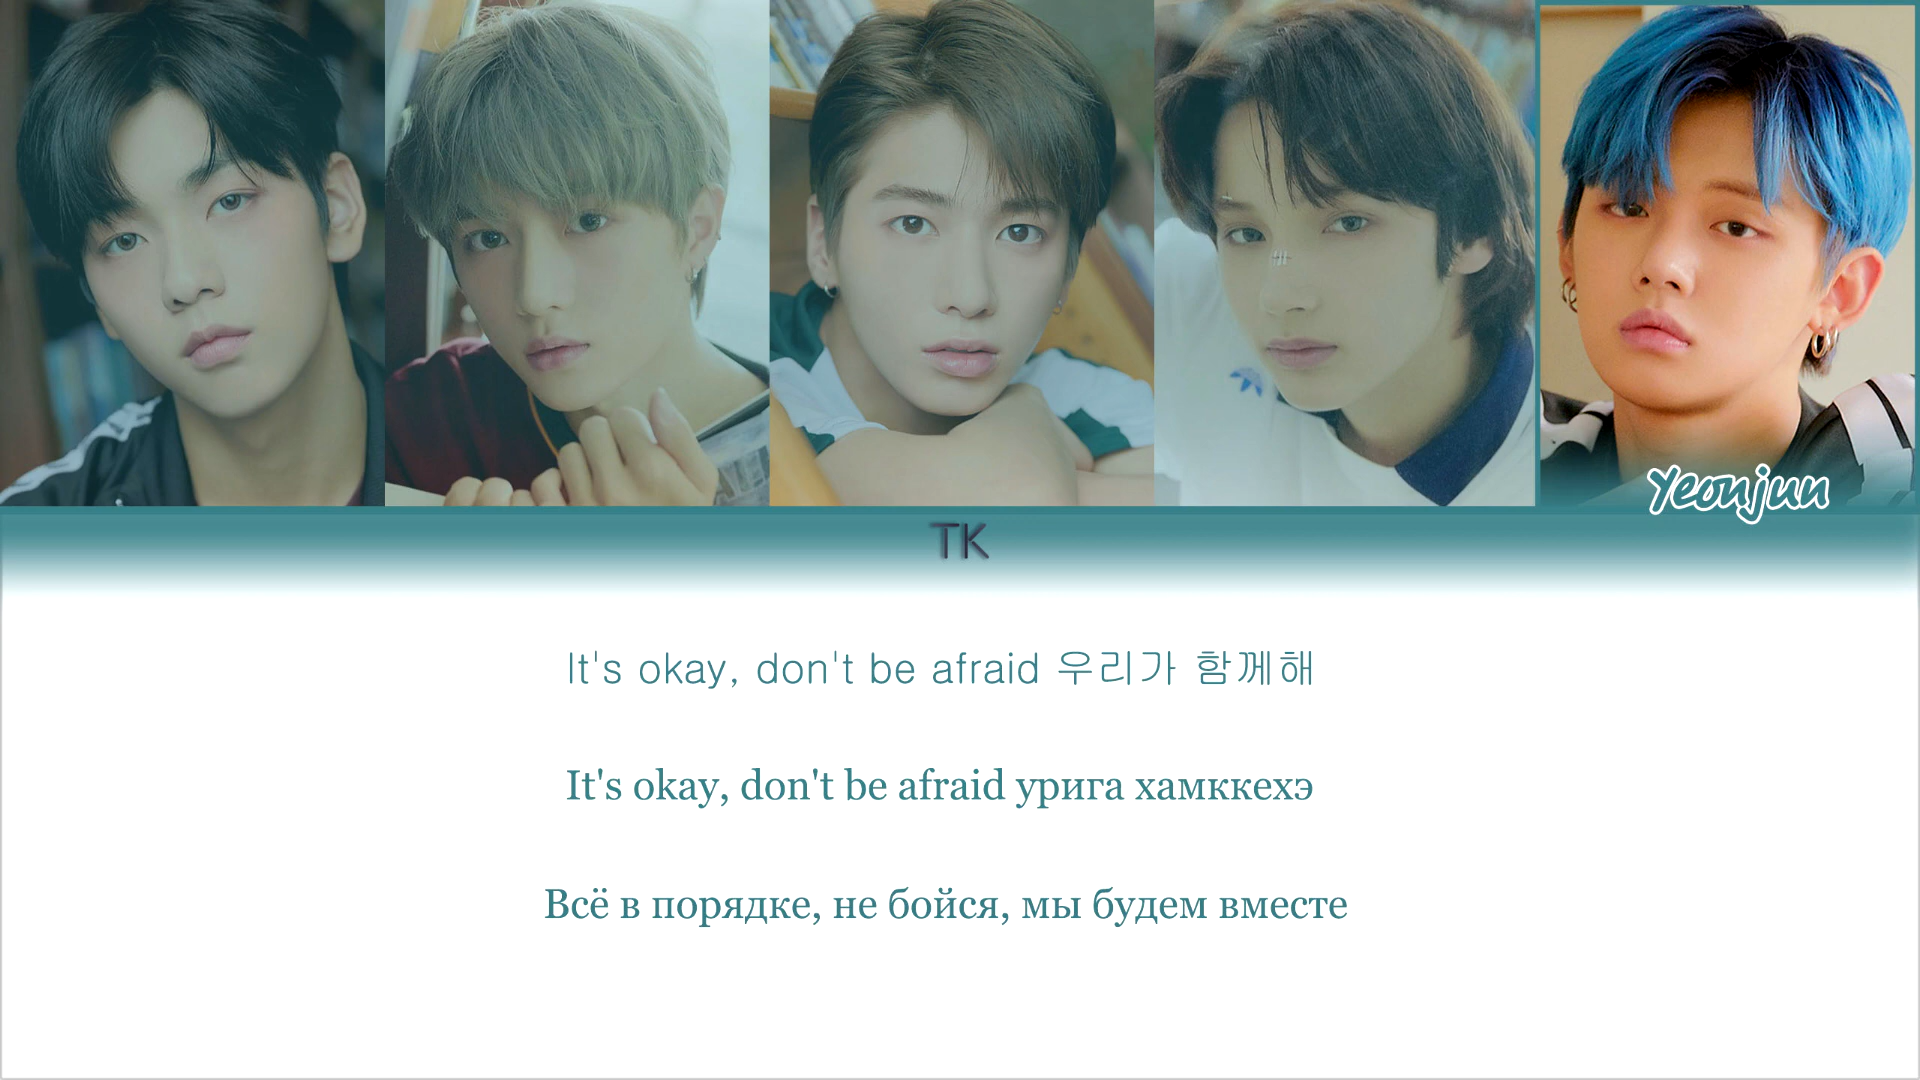 Yeonjun
TK
It's okay, don't be afraid 우리가 함께해
It's okay, don't be afraid урига хамккехэ
Всё в порядке, не бойся, мы будем вместе